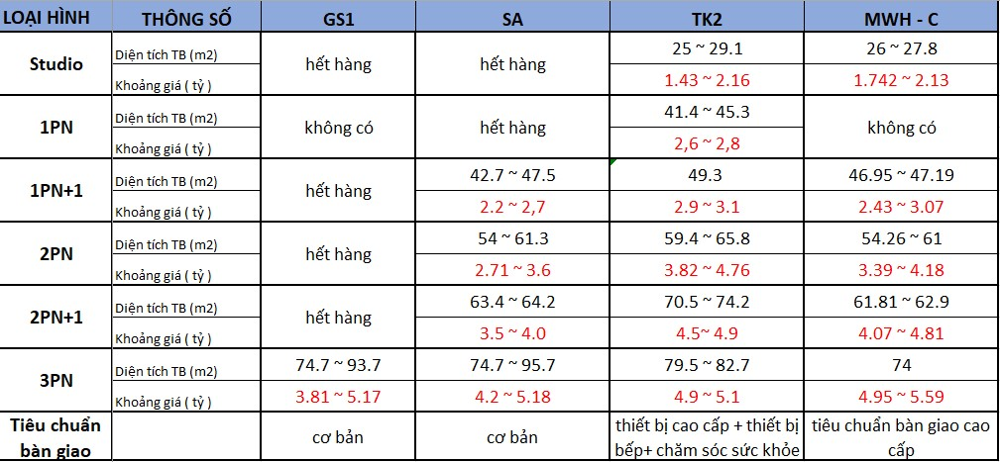 LOẠI HÌNH THÔNG SỐ GS1 SA TK2 MWH - C
Studio
Diện tích TB (m2) hết hàng hết hàng 25 ~ 29.1 26 ~ 27.8
Khoảng giá ( tỷ ) 1.43 ~ 2.16 1.742 ~ 2.13
1PN
Diện tích TB (m2) không có hết hàng 41.4 ~ 45.3 không có
Khoảng giá ( tỷ ) 2,6 ~ 2,8
1PN+1
Diện tích TB (m2) hết hàng 42.7 ~ 47.5 49.3 46.95 ~ 47.19
Khoảng giá ( tỷ ) 2.2 ~ 2,7 2.9 ~ 3.1 2.43 ~ 3.07
2PN
Diện tích TB (m2) hết hàng 54 ~ 61.3 59.4 ~ 65.8 54.26 ~ 61
Khoảng giá ( tỷ ) 2.71 ~ 3.6 3.82 ~ 4.76 3.39 ~ 4.18
2PN+1
Diện tích TB (m2) hết hàng 63.4 ~ 64.2 70.5 ~ 74.2 61.81 ~ 62.9
Khoảng giá ( tỷ ) 3.5 ~ 4.0 4.5~ 4.9 4.07 ~ 4.81
3PN
Diện tích TB (m2) 74.7 ~ 93.7 74.7 ~ 95.7 79.5 ~ 82.7 74
Khoảng giá ( tỷ ) 3.81 ~ 5.17 4.2 ~ 5.18 4.9 ~ 5.1 4.95 ~ 5.59
Tiêu chuẩn
bàn giao
cơ bản
cơ bản
thiết bị cao cấp + thiết bị
bếp+ chăm sóc sức khỏe
tiêu chuẩn bàn giao cao
cấp